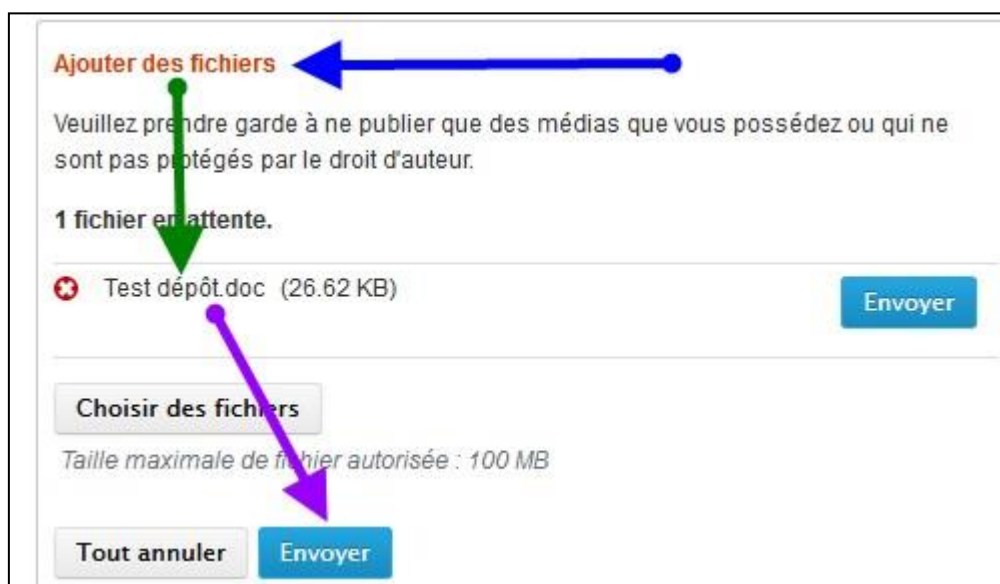 Ajouter des fichiers
Veuillez prendre garde à ne publier que des médias que vous possédez ou qui ne
sont pas protégés par le droit d'auteur.
1 fichier en attente.
Test dépôt.doc (26.62 KB)
Envoyer
Choisir des fichiers
Taille maximale de fichier autorisée : 100 MB
Tout annuler Envoyer